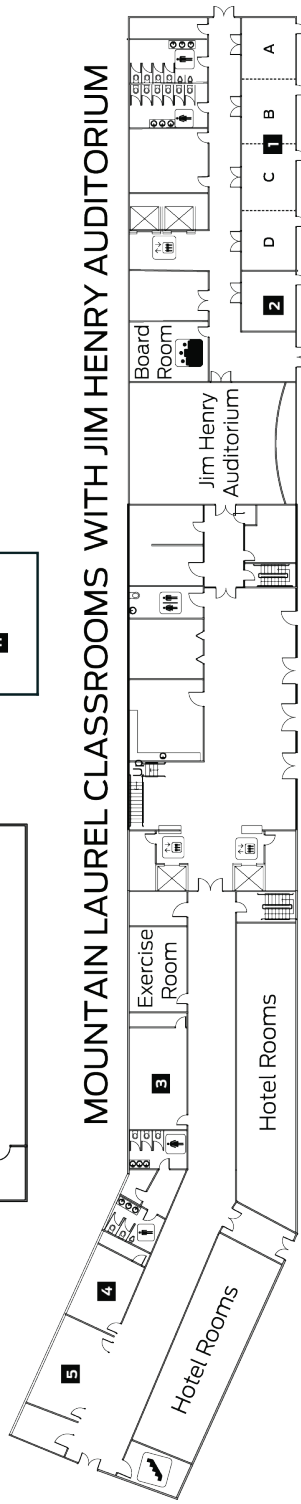 MOUNTAIN LAUREL CLASSROOMS WITH JIM HENRY AUDITORIUM
A
B
1
C
D
2
Board
Room
Jim Henry
Auditorium
UP
Exercise
Room
3
4
5
Hotel Rooms
Hotel Rooms